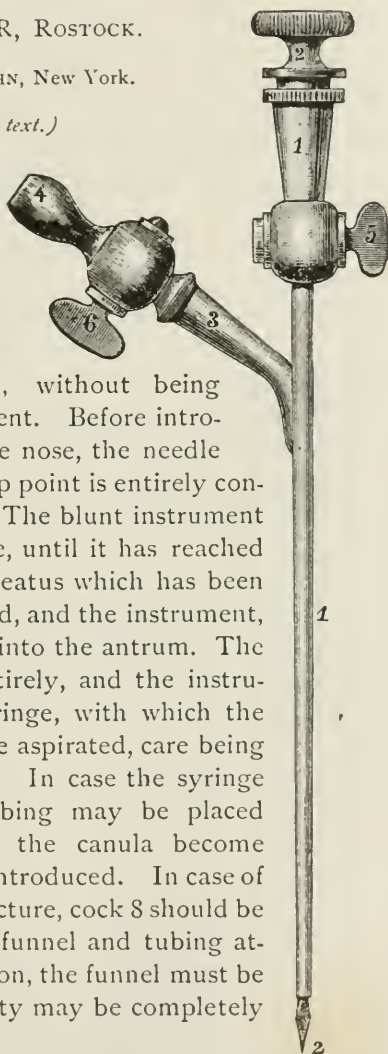 R, ROSTOCK.
HN, New York.
text.)
2
1
4
5
6
3
, without being
ent. Before intro-
e nose, the needle
p point is entirely con-
The blunt instrument
e, until it has reached
eatus which has been
d, and the instrument,
1
into the antrum. The
tirely, and the instru-
ringe, with which the
e aspirated, care being
In case the syringe
bing may be placed
the canula become
ntroduced. In case of
cture, cock 8 should be
funnel and tubing at-
on, the funnel must be
ty may be completely
2